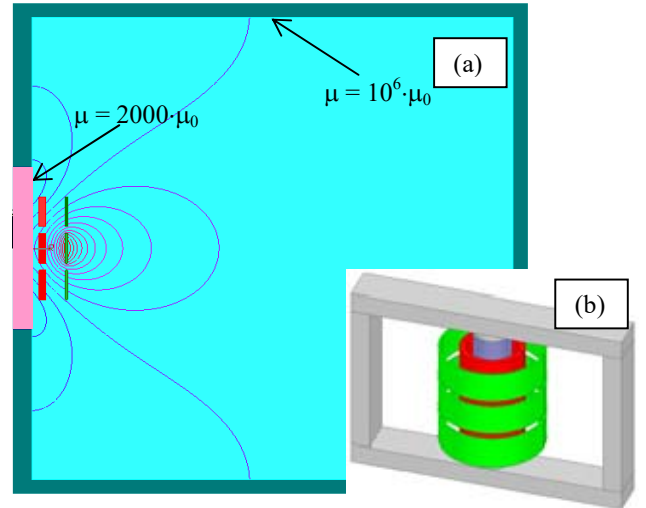 (a)
μ = 10⁶·μ₀
μ = 2000·μ₀
(b)